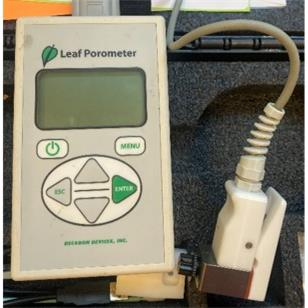 Leaf Porometer
MENU
ESC
ENTER
DECAGON DEVICES, INC.